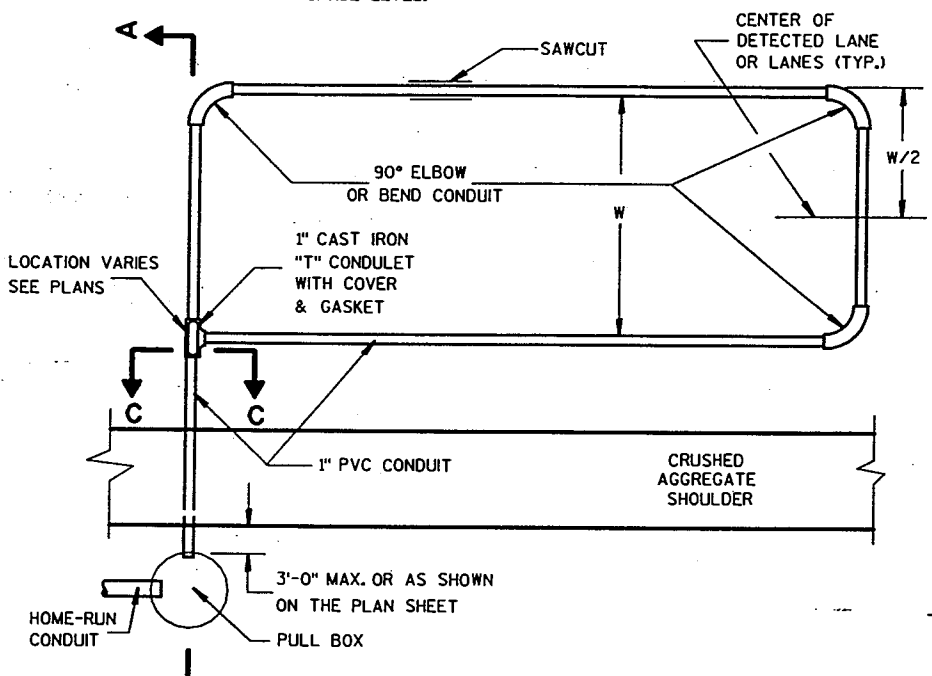 A
SAWCUT
CENTER OF
DETECTED LANE
OR LANES (TYP.)
W/2
90° ELBOW
OR BEND CONDUIT
W
1" CAST IRON
"T" CONDULET
WITH COVER
& GASKET
LOCATION VARIES
SEE PLANS
C
C
1" PVC CONDUIT
CRUSHED
AGGREGATE
SHOULDER
3'-0" MAX. OR AS SHOWN
ON THE PLAN SHEET
HOME-RUN
CONDUIT
PULL BOX